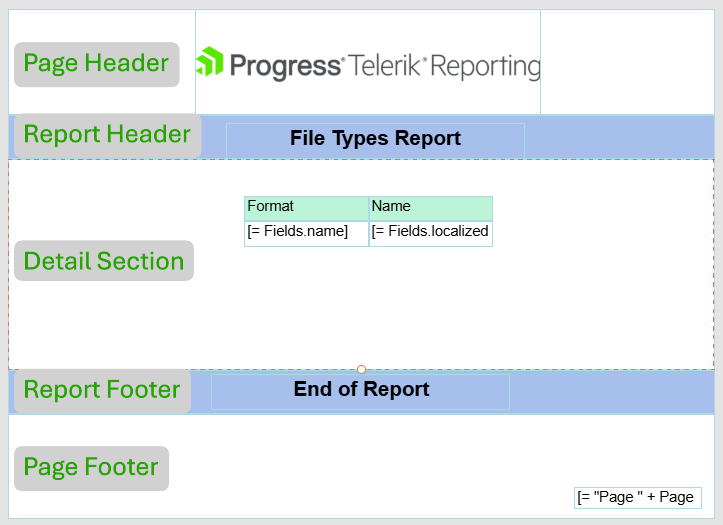 Page Header
Progress® Telerik® Reporting
Report Header
File Types Report
Format Name
[= Fields.name] [= Fields.localized
Detail Section
Report Footer
End of Report
Page Footer
[= "Page " + Page